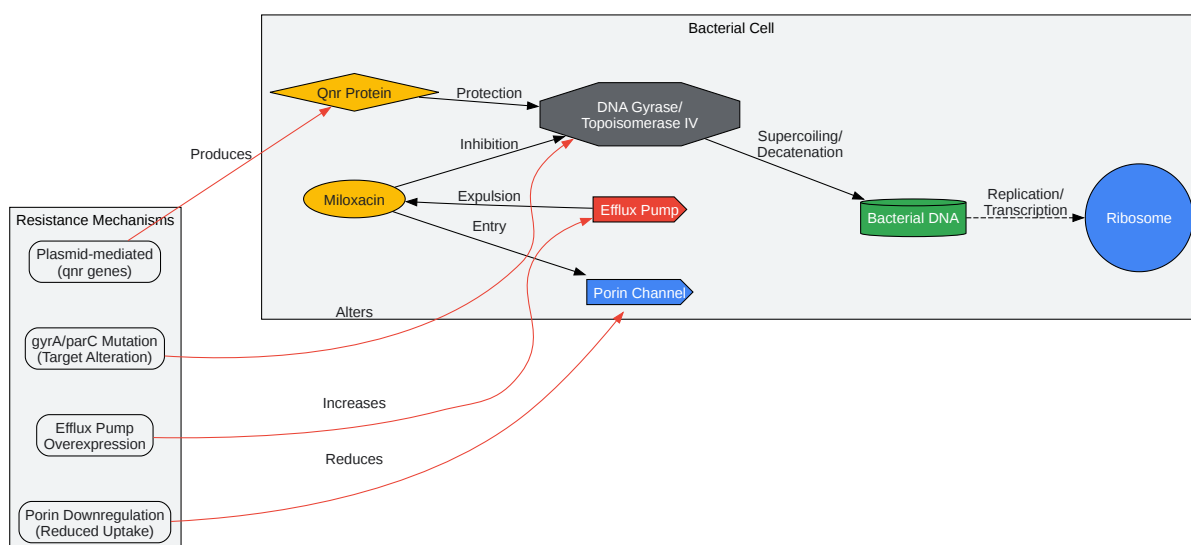 Bacterial Cell
Qnr Protein
Protection
DNA Gyrase/
Topoisomerase IV
Supercoiling/
Decatenation
Inhibition
Produces
Miloxacin
Expulsion
Efflux Pump
Entry
Bacterial DNA
Replication/
Transcription
Ribosome
Porin Channel
Resistance Mechanisms
Plasmid-mediated
(qnr genes)
Alters
gyrA/parC Mutation
(Target Alteration)
Increases
Efflux Pump
Overexpression
Reduces
Porin Downregulation
(Reduced Uptake)